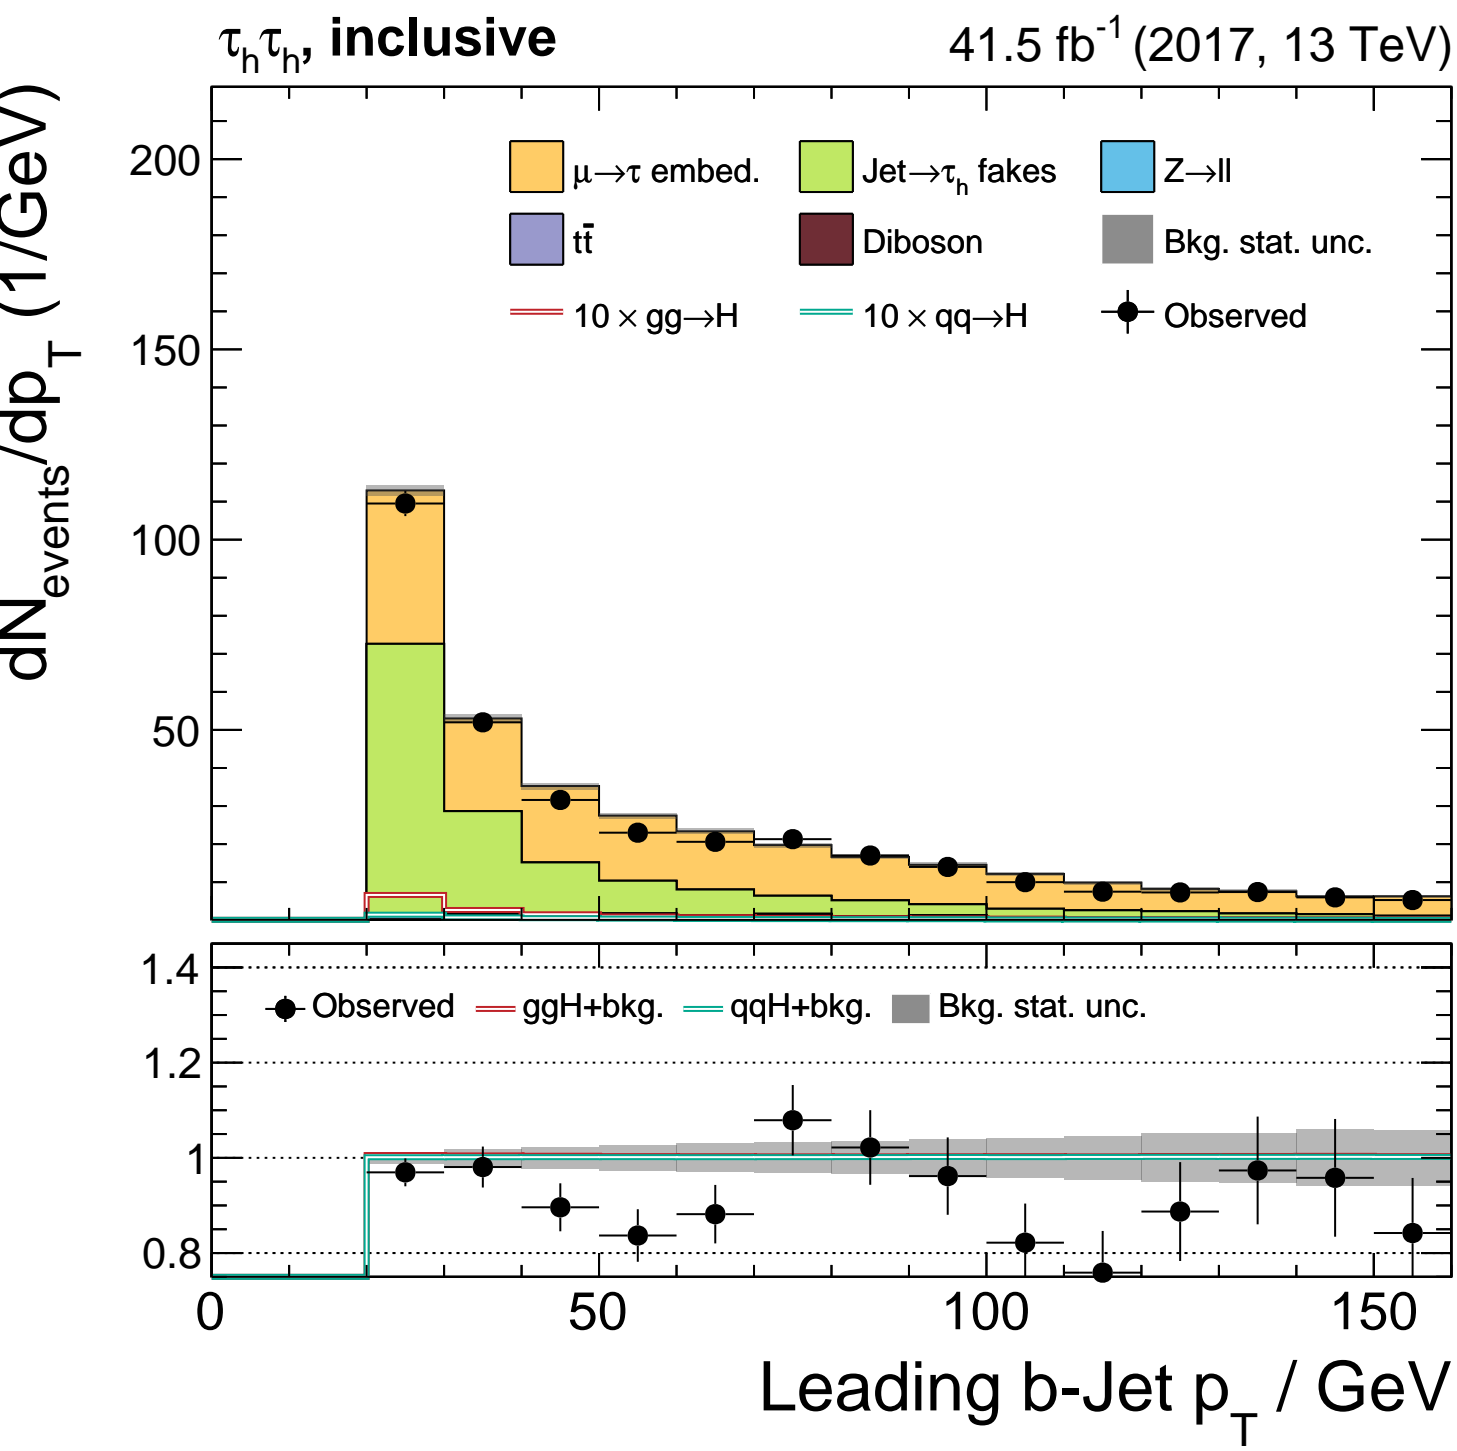 τhτh, inclusive
41.5 fb-1 (2017, 13 TeV)
dNevents/dpT (1/GeV)
200
150
100
50
μ→τ embed.
Jet→τh fakes
Z→ll
tt̄
Diboson
Bkg. stat. unc.
10 × gg→H
10 × qq→H
Observed
1.4
1.2
1
0.8
Observed
ggH+bkg.
qqH+bkg.
Bkg. stat. unc.
0
50
100
150
Leading b-Jet pT / GeV